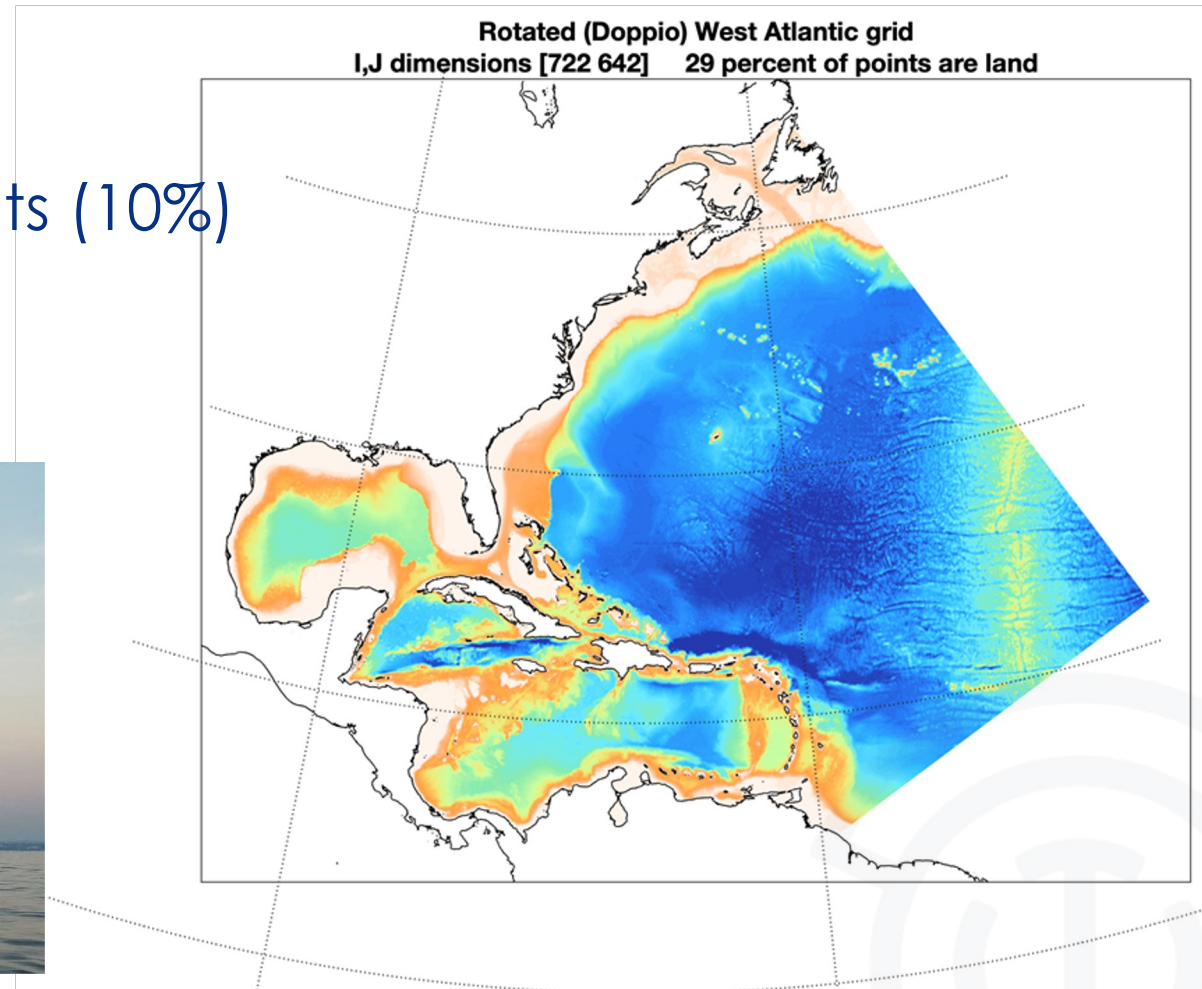 Rotated (Doppio) West Atlantic grid
I,J dimensions [722 642] 29 percent of points are land
ts (10%)